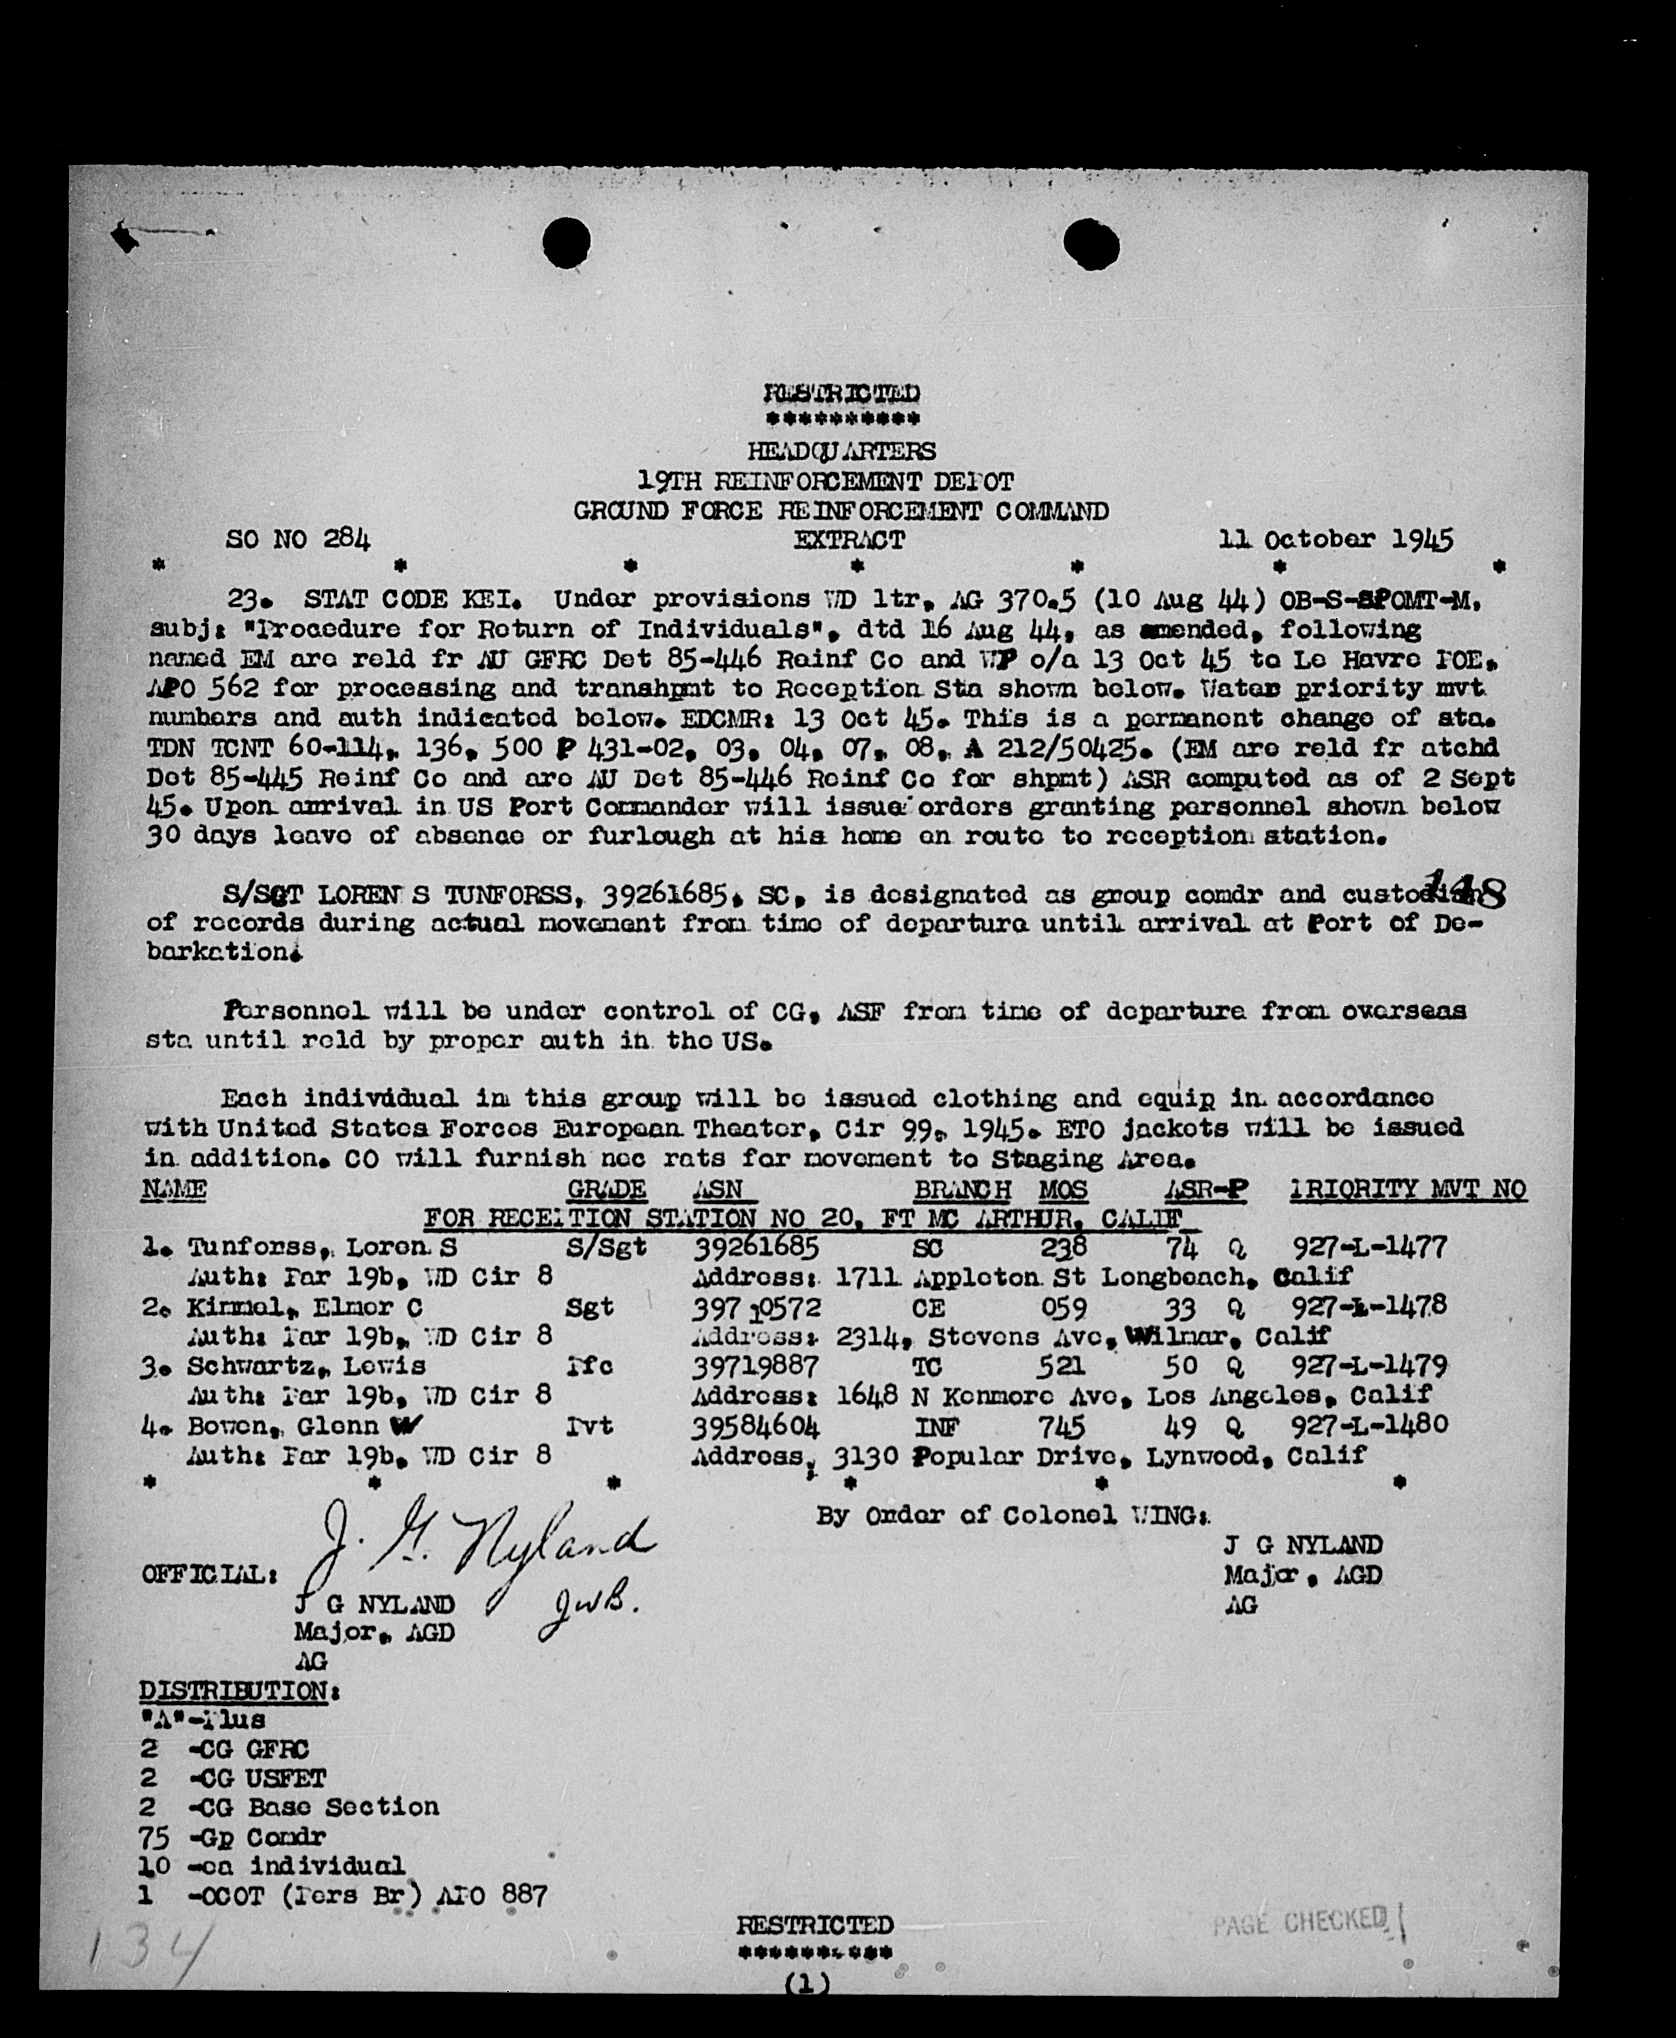 RESTRICTED
**********
HEADQUARTERS
19TH REINFORCEMENT DEPOT
GROUND FORCE REINFORCEMENT COMMAND
SO NO 284 EXTRACT 11 October 1945
* * * * * * *
23. STAT CODE KEI. Under provisions WD ltr, AG 370.5 (10 Aug 44) OB-S-SPOMT-M,
subj: "Procedure for Return of Individuals", dtd 16 Aug 44, as amended, following
named EM are reld fr AU GFRC Det 85-446 Reinf Co and WP o/a 13 Oct 45 to Le Havre POE,
APO 562 for processing and transhpmt to Reception Sta shown below. Water priority mvt
numbers and auth indicated below. EDCMR: 13 Oct 45. This is a permanent change of sta.
TDN TCNT 60-114, 136, 500 P 431-02, 03, 04, 07, 08, A 212/50425. (EM are reld fr atchd
Det 85-445 Reinf Co and are AU Det 85-446 Reinf Co for shpmt) ASR computed as of 2 Sept
45. Upon arrival in US Port Commander will issue orders granting personnel shown below
30 days leave of absence or furlough at his home en route to reception station.
148
S/SGT LOREN S TUNFORSS, 39261685, SC, is designated as group comdr and custodian
of records during actual movement from time of departure until arrival at Port of De-
barkation.
Personnel will be under control of CG, ASF from time of departure from overseas
sta until reld by proper auth in the US.
Each individual in this group will be issued clothing and equip in accordance
with United States Forces European Theater, Cir 99, 1945. ETO jackets will be issued
in addition. CO will furnish nec rats for movement to Staging Area.
NAME GRADE ASN BRANCH MOS ASR-P PRIORITY MVT NO
FOR RECEPTION STATION NO 20, FT MC ARTHUR, CALIF
1. Tunforss, Loren S S/Sgt 39261685 SC 238 74 Q 927-L-1477
Auth: Par 19b, WD Cir 8 Address: 1711 Appleton St Longbeach, Calif
2. Kimmel, Elmer C Sgt 39710572 CE 059 33 Q 927-L-1478
Auth: Par 19b, WD Cir 8 Address: 2314, Stevens Ave, Wilmar, Calif
3. Schwartz, Lewis Pfc 39719887 TC 521 50 Q 927-L-1479
Auth: Par 19b, WD Cir 8 Address: 1648 N Kenmore Ave, Los Angeles, Calif
4. Bowen, Glenn W Pvt 39584604 INF 745 49 Q 927-L-1480
Auth: Par 19b, WD Cir 8 Address, 3130 Popular Drive, Lynwood, Calif
* * * * * *
By Order of Colonel WING:
J. G. Nyland
J G NYLAND
OFFICIAL: Major, AGD
J G NYLAND JWB. AG
Major, AGD
AG
DISTRIBUTION:
"A"-Plus
2 -CG GFRC
2 -CG USFET
2 -CG Base Section
75 -Gp Comdr
10 -ea individual
1 -OCOT (Pers Br) APO 887
RESTRICTED
**********
(1)
PAGE CHECKED
134